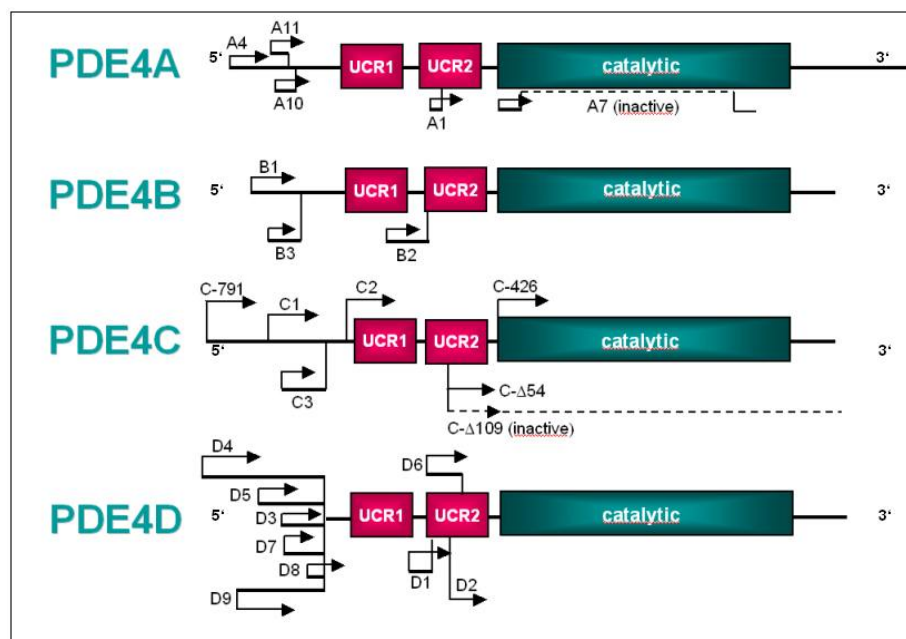 A11
A4
PDE4A
5‘
UCR1
UCR2
catalytic
3‘
A10
A1
A7 (inactive)
B1
PDE4B
5‘
UCR1
UCR2
catalytic
3‘
B3
B2
C-791
C1
C2
C-426
PDE4C
5‘
UCR1
UCR2
catalytic
3‘
C3
C-Δ54
C-Δ109 (inactive)
D4
D6
D5
PDE4D
5‘
D3
UCR1
UCR2
catalytic
3‘
D7
D8
D1
D2
D9